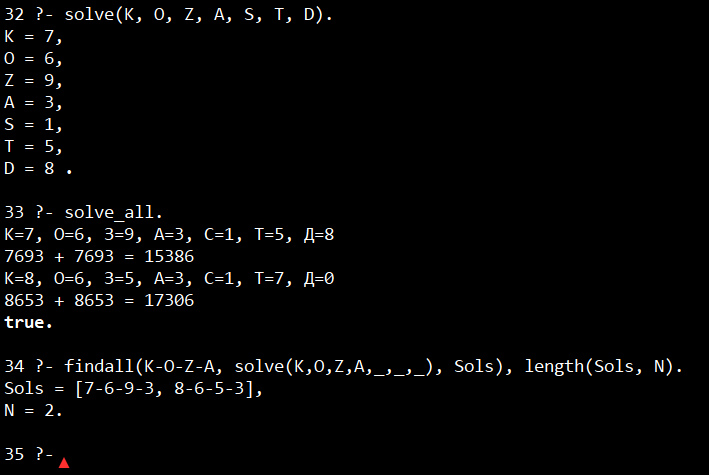 32 ?- solve(K, O, Z, A, S, T, D).
K = 7,
O = 6,
Z = 9,
A = 3,
S = 1,
T = 5,
D = 8 .
33 ?- solve_all.
К=7, О=6, З=9, А=3, С=1, Т=5, Д=8
7693 + 7693 = 15386
К=8, О=6, З=5, А=3, С=1, Т=7, Д=0
8653 + 8653 = 17306
true.
34 ?- findall(K-O-Z-A, solve(K,O,Z,A,_,_,_), Sols), length(Sols, N).
Sols = [7-6-9-3, 8-6-5-3],
N = 2.
35 ?-